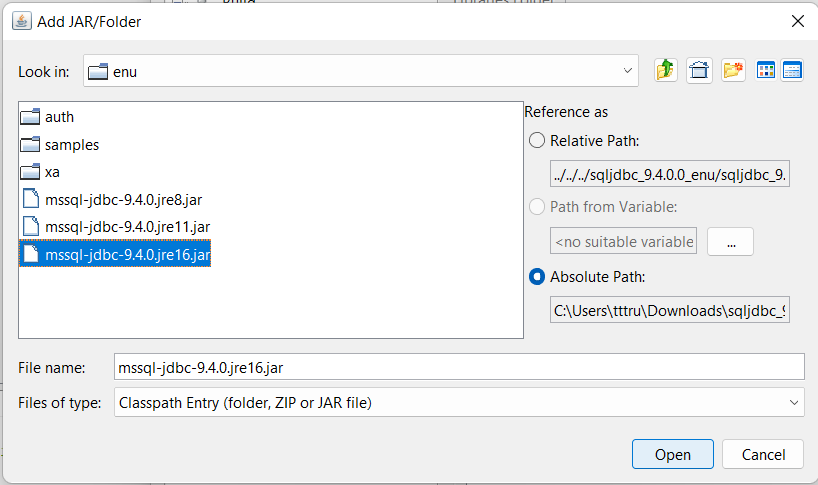 Add JAR/Folder
Look in:
enu
auth
samples
xa
mssql-jdbc-9.4.0.jre8.jar
mssql-jdbc-9.4.0.jre11.jar
mssql-jdbc-9.4.0.jre16.jar
Reference as
Relative Path:
../../../sqljdbc_9.4.0.0_enu/sqljdbc_9.
Path from Variable:
<no suitable variable
...
Absolute Path:
C:\Users\tttru\Downloads\sqljdbc_9
File name:
mssql-jdbc-9.4.0.jre16.jar
Files of type:
Classpath Entry (folder, ZIP or JAR file)
Open
Cancel